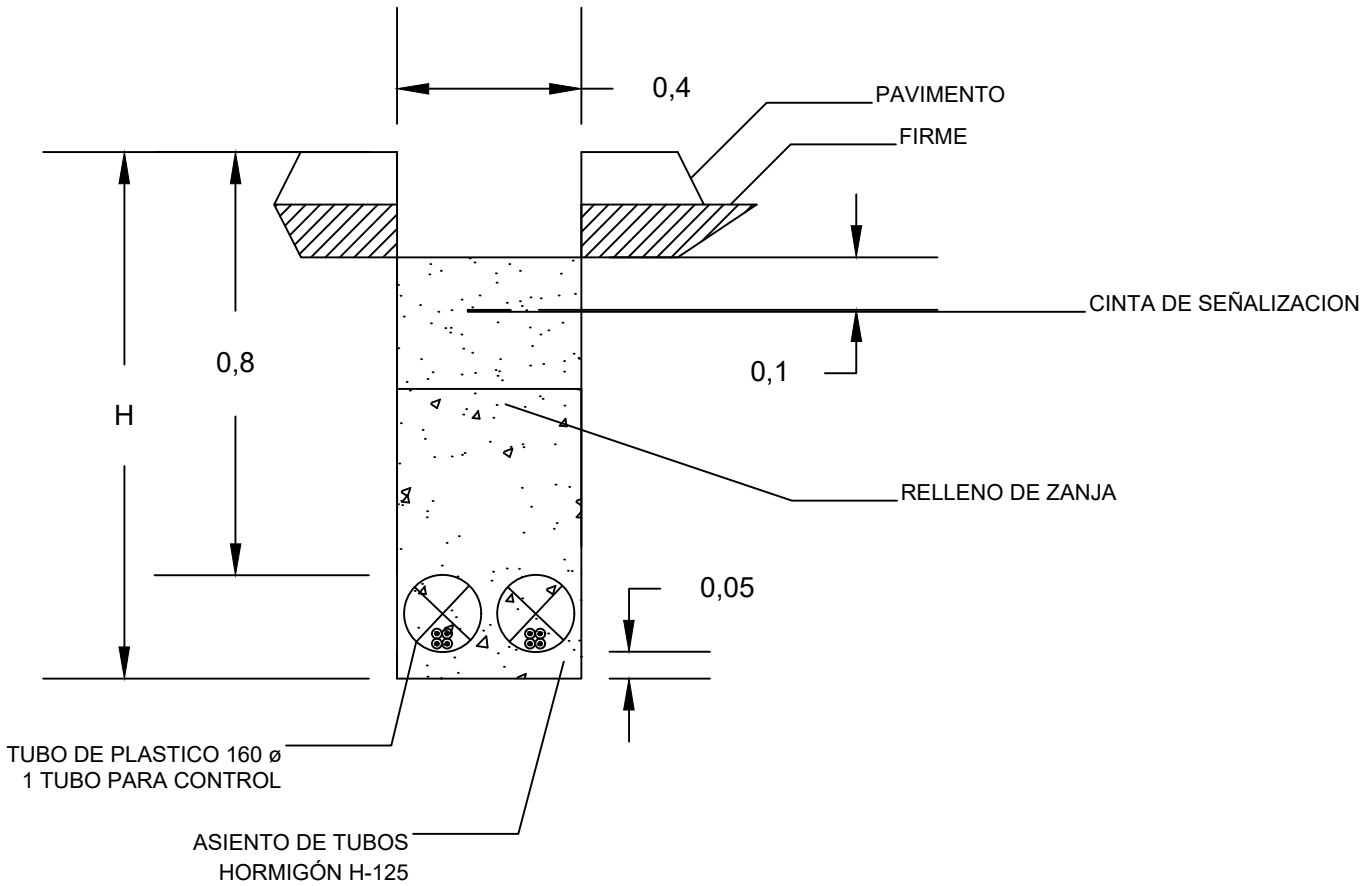 0,4
PAVIMENTO
FIRME
CINTA DE SEÑALIZACION
0,8
0,1
H
RELLENO DE ZANJA
0,05
TUBO DE PLASTICO 160 ø
1 TUBO PARA CONTROL
ASIENTO DE TUBOS
HORMIGÓN H-125